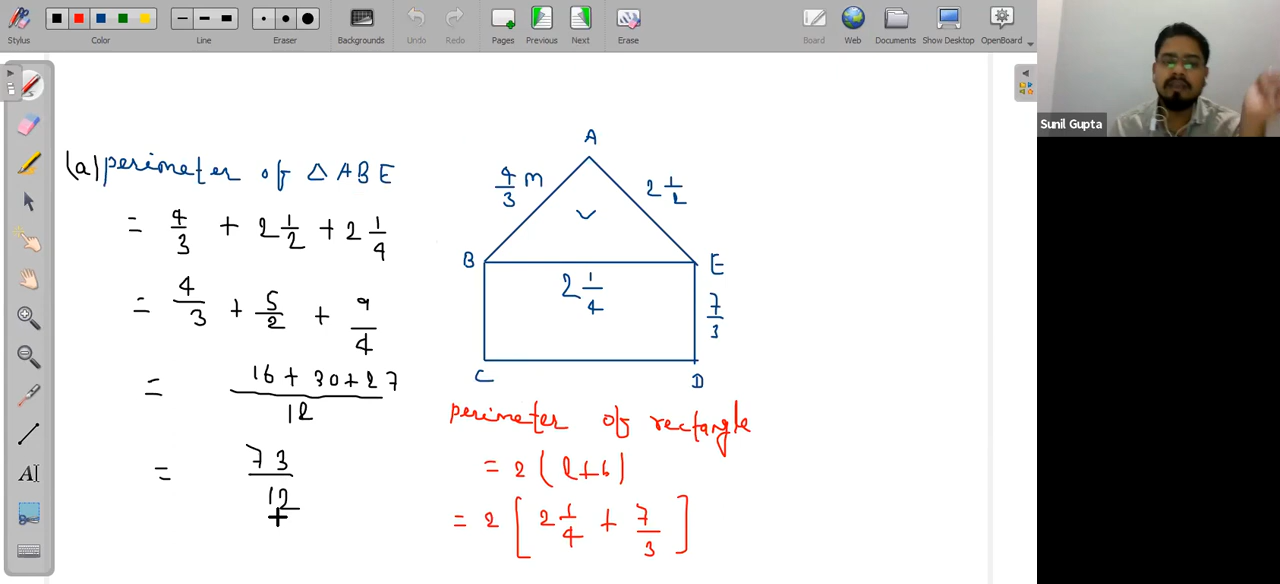 Stylus
Color
Line
Eraser
Backgrounds
Undo
Redo
Pages
Previous
Next
Erase
Board
Web
Documents
Show Desktop
OpenBoard
Sunil Gupta
(a) perimeter of △ ABE
= 4/3 + 2 1/2 + 2 1/4
= 4/3 + 5/2 + 9/4
= (16 + 30 + 27)/12
= 73/12
A
4/3 m
2 1/2
B
E
2 1/4
7/3
C
D
perimeter of rectangle
= 2 (l+b)
= 2 [2 1/4 + 7/3]
AI